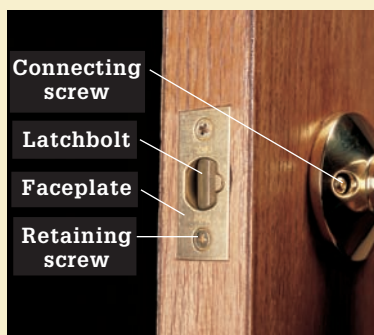 Connecting
screw
Latchbolt
Faceplate
Retaining
screw